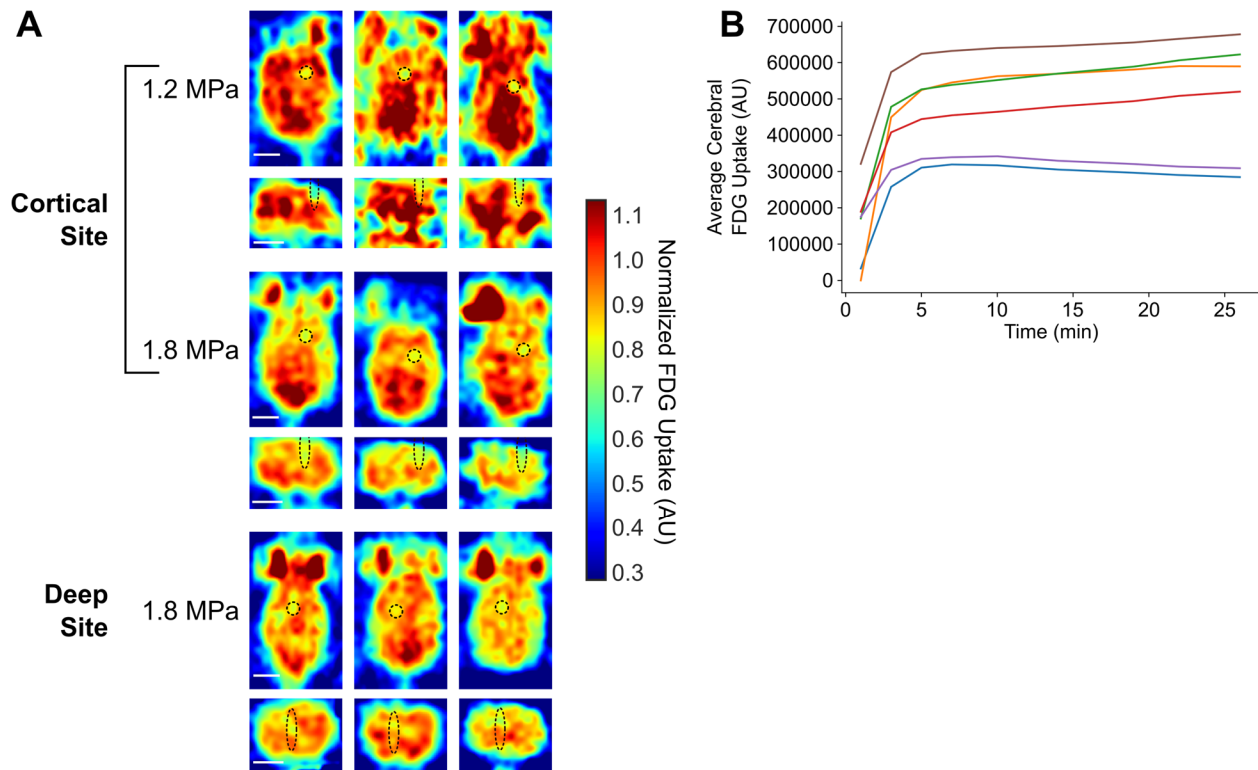 A
1.2 MPa
Cortical
Site
1.8 MPa
Deep
Site
1.8 MPa
1.1
1.0
0.9
0.8
0.7
0.6
0.5
0.4
0.3
Normalized FDG Uptake (AU)
B
Average Cerebral
FDG Uptake (AU)
700000
600000
500000
400000
300000
200000
100000
0
0 5 10 15 20 25
Time (min)